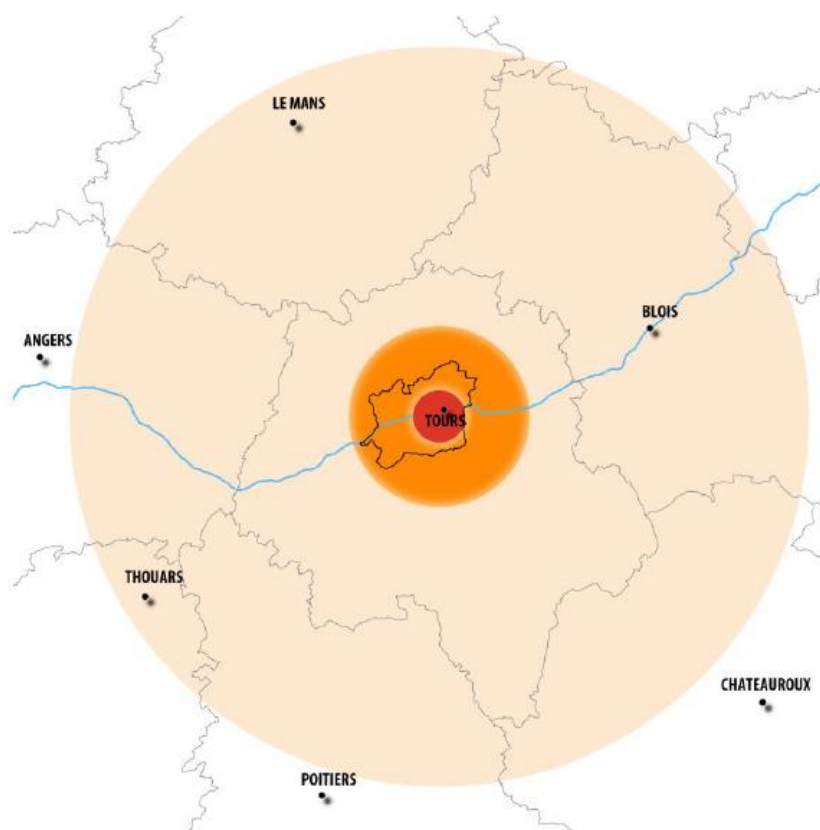 LE MANS
BLOIS
ANGERS
TOURS
THOUARS
CHATEAUROUX
POITIERS